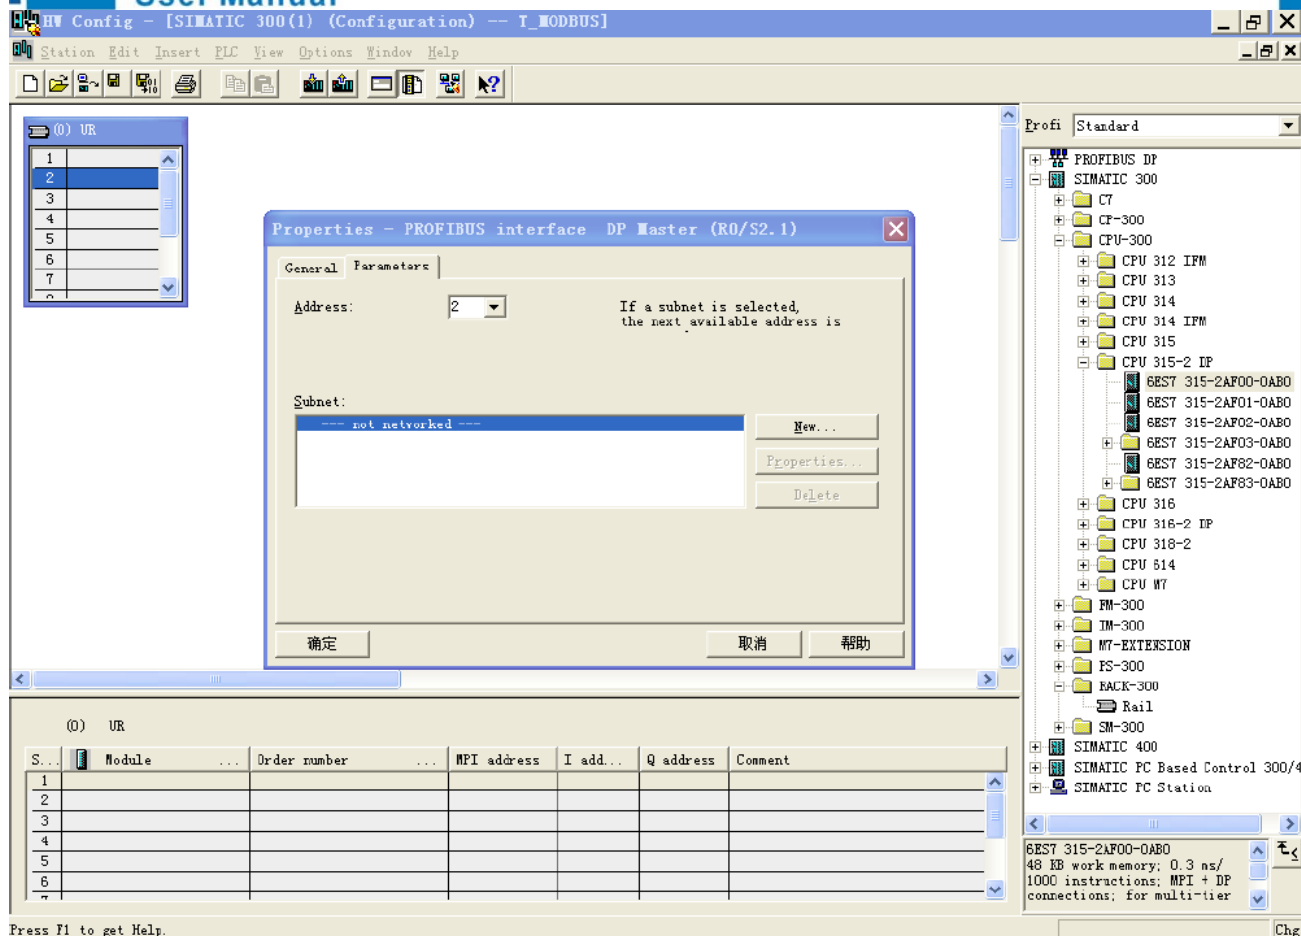 User Manual
HW Config - [SIMATIC 300(1) (Configuration) -- T_MODBUS]
Station Edit Insert PLC View Options Window Help
(0) UR
1
2
3
4
5
6
7
Properties - PROFIBUS interface DP Master (R0/S2.1)
General Parameters
Address: 2
If a subnet is selected,
the next available address is
Subnet:
--- not networked ---
New...
Properties...
Delete
确定 取消 帮助
Profi Standard
PROFIBUS DP
SIMATIC 300
C7
CP-300
CPU-300
CPU 312 IFM
CPU 313
CPU 314
CPU 314 IFM
CPU 315
CPU 315-2 DP
6ES7 315-2AF00-0AB0
6ES7 315-2AF01-0AB0
6ES7 315-2AF02-0AB0
6ES7 315-2AF03-0AB0
6ES7 315-2AF82-0AB0
6ES7 315-2AF83-0AB0
CPU 316
CPU 316-2 DP
CPU 318-2
CPU 614
CPU M7
FM-300
IM-300
M7-EXTENSION
PS-300
RACK-300
Rail
SM-300
SIMATIC 400
SIMATIC PC Based Control 300/4
SIMATIC PC Station
(0) UR
S... Module ... Order number ... MPI address I add... Q address Comment
1
2
3
4
5
6
7
6ES7 315-2AF00-0AB0
48 KB work memory; 0.3 ms/
1000 instructions; MPI + DP
connections; for multi-tier
Press F1 to get Help.
Chg